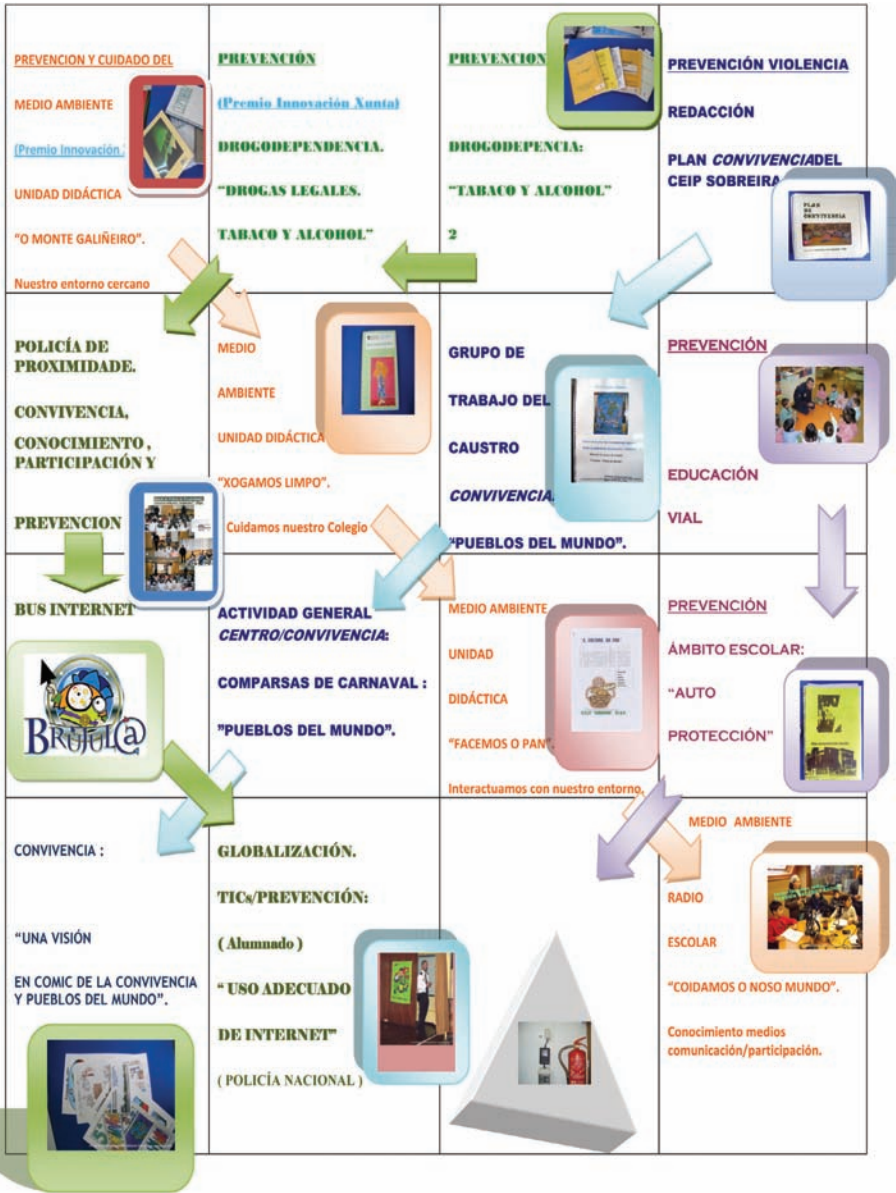 PREVENCION Y CUIDADO DEL
MEDIO AMBIENTE
(Premio Innovación
UNIDAD DIDÁCTICA
"O MONTE GALIÑEIRO".
Nuestro entorno cercano
PREVENCIÓN
(Premio Innovación Xunta)
DROGODEPENDENCIA.
"DROGAS LEGALES.
TABACO Y ALCOHOL"
PREVENCION
DROGODEPENCIA:
"TABACO Y ALCOHOL"
2
PREVENCIÓN VIOLENCIA
REDACCIÓN
PLAN CONVIVENCIADEL
CEIP SOBREIRA
PLAN
DE
CONVIVENCIA
POLICÍA DE
PROXIMIDADE.
CONVIVENCIA,
CONOCIMIENTO ,
PARTICIPACIÓN Y
PREVENCION
MEDIO
AMBIENTE
UNIDAD DIDÁCTICA
"XOGAMOS LIMPO".
Cuidamos nuestro Colegio
GRUPO DE
TRABAJO DEL
CAUSTRO
CONVIVENCIA.
"PUEBLOS DEL MUNDO".
PREVENCIÓN
EDUCACIÓN
VIAL
BUS INTERNET
BRÚJUL@
ACTIVIDAD GENERAL
CENTRO/CONVIVENCIA:
COMPARSAS DE CARNAVAL :
"PUEBLOS DEL MUNDO".
MEDIO AMBIENTE
UNIDAD
DIDÁCTICA
"FACEMOS O PAN".
Interactuamos con nuestro entorno.
PREVENCIÓN
ÁMBITO ESCOLAR:
"AUTO
PROTECCIÓN"
CONVIVENCIA :
"UNA VISIÓN
EN COMIC DE LA CONVIVENCIA
Y PUEBLOS DEL MUNDO".
GLOBALIZACIÓN.
TICs/PREVENCIÓN:
( Alumnado )
" USO ADECUADO
DE INTERNET"
( POLICÍA NACIONAL )
MEDIO AMBIENTE
RADIO
ESCOLAR
"COIDAMOS O NOSO MUNDO".
Conocimiento medios
comunicación/participación.